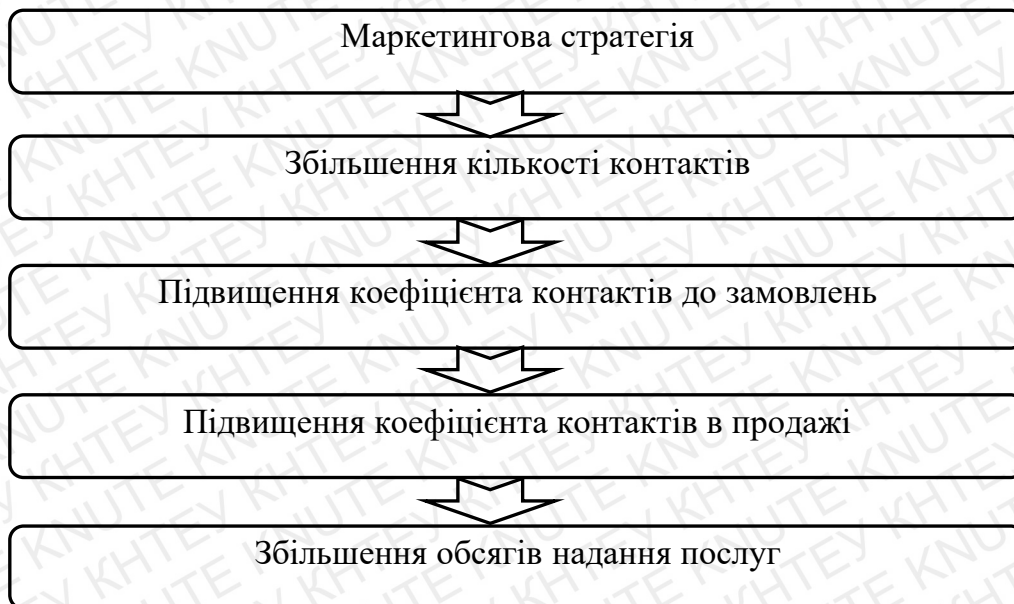 Маркетингова стратегія
Збільшення кількості контактів
Підвищення коефіцієнта контактів до замовлень
Підвищення коефіцієнта контактів в продажі
Збільшення обсягів надання послуг